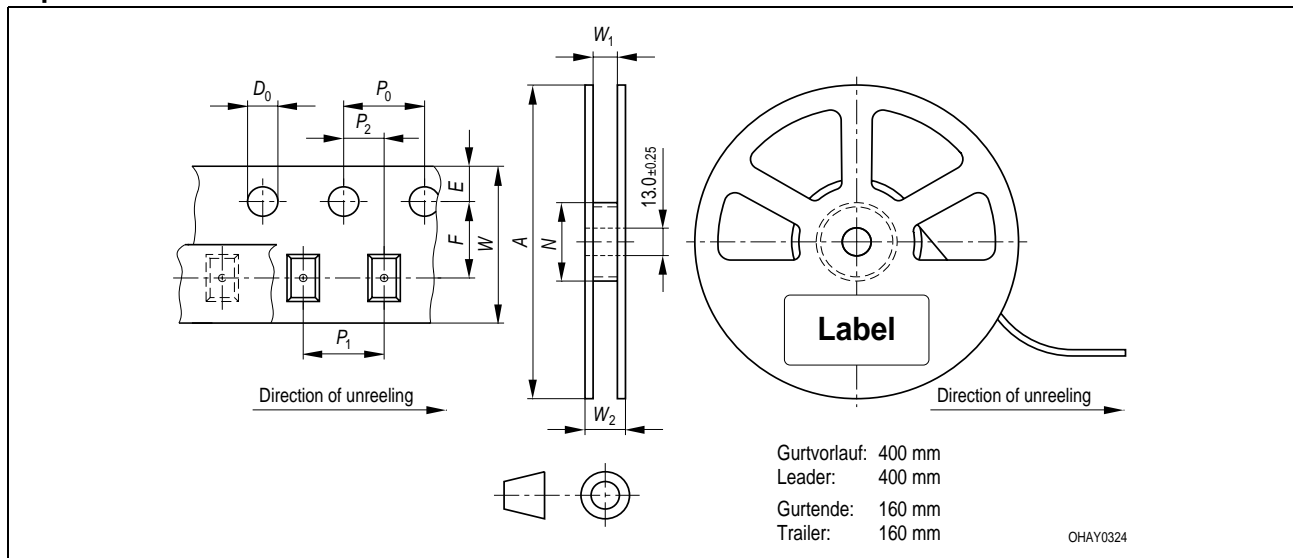 W1
D0
P0
P2
E
F
W
A
N
13.0±0.25
P1
W2
Label
Direction of unreeling
Direction of unreeling
Gurtvorlauf: 400 mm
Leader: 400 mm
Gurtende: 160 mm
Trailer: 160 mm
OHAY0324